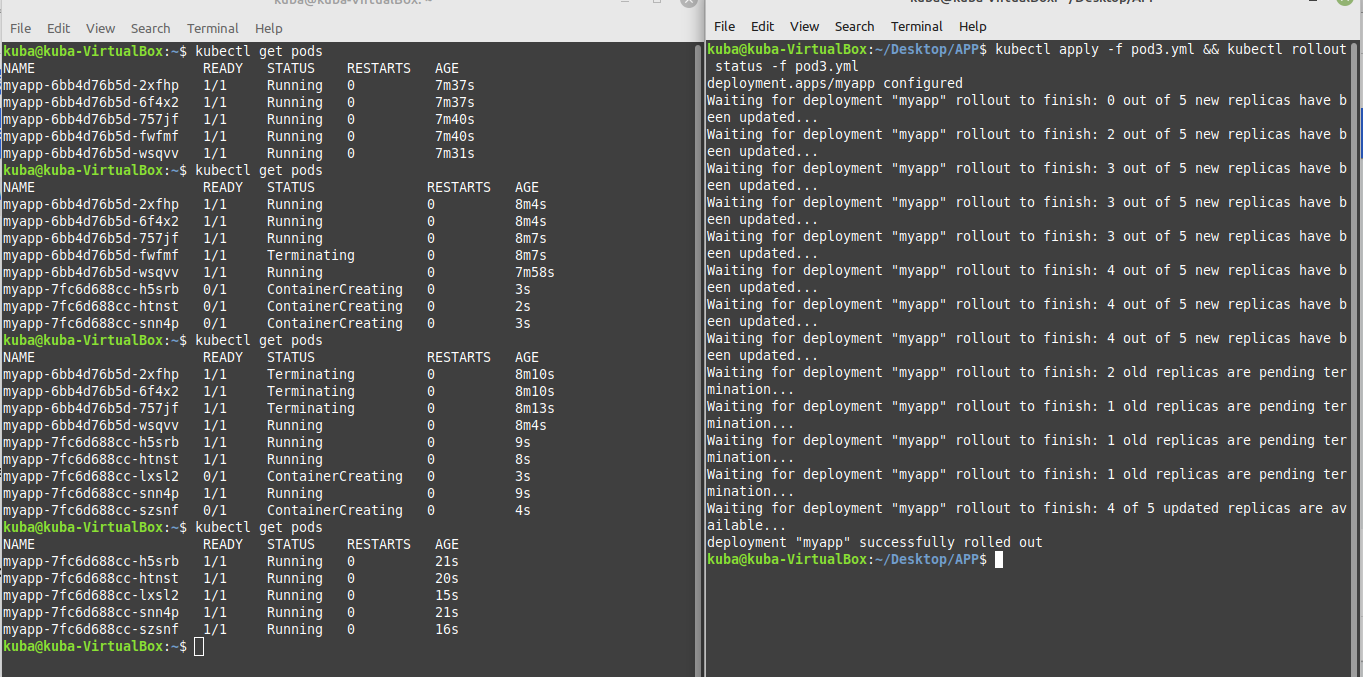 kuba@kuba-VirtualBox: ~
File Edit View Search Terminal Help
kuba@kuba-VirtualBox:~$ kubectl get pods
NAME READY STATUS RESTARTS AGE
myapp-6bb4d76b5d-2xfhp 1/1 Running 0 7m37s
myapp-6bb4d76b5d-6f4x2 1/1 Running 0 7m37s
myapp-6bb4d76b5d-757jf 1/1 Running 0 7m40s
myapp-6bb4d76b5d-fwfmf 1/1 Running 0 7m40s
myapp-6bb4d76b5d-wsqvv 1/1 Running 0 7m31s
kuba@kuba-VirtualBox:~$ kubectl get pods
NAME READY STATUS RESTARTS AGE
myapp-6bb4d76b5d-2xfhp 1/1 Running 0 8m4s
myapp-6bb4d76b5d-6f4x2 1/1 Running 0 8m4s
myapp-6bb4d76b5d-757jf 1/1 Running 0 8m7s
myapp-6bb4d76b5d-fwfmf 1/1 Terminating 0 8m7s
myapp-6bb4d76b5d-wsqvv 1/1 Running 0 7m58s
myapp-7fc6d688cc-h5srb 0/1 ContainerCreating 0 3s
myapp-7fc6d688cc-htnst 0/1 ContainerCreating 0 2s
myapp-7fc6d688cc-snn4p 0/1 ContainerCreating 0 3s
kuba@kuba-VirtualBox:~$ kubectl get pods
NAME READY STATUS RESTARTS AGE
myapp-6bb4d76b5d-2xfhp 1/1 Terminating 0 8m10s
myapp-6bb4d76b5d-6f4x2 1/1 Terminating 0 8m10s
myapp-6bb4d76b5d-757jf 1/1 Terminating 0 8m13s
myapp-6bb4d76b5d-wsqvv 1/1 Running 0 8m4s
myapp-7fc6d688cc-h5srb 1/1 Running 0 9s
myapp-7fc6d688cc-htnst 1/1 Running 0 8s
myapp-7fc6d688cc-lxsl2 0/1 ContainerCreating 0 3s
myapp-7fc6d688cc-snn4p 1/1 Running 0 9s
myapp-7fc6d688cc-szsnf 0/1 ContainerCreating 0 4s
kuba@kuba-VirtualBox:~$ kubectl get pods
NAME READY STATUS RESTARTS AGE
myapp-7fc6d688cc-h5srb 1/1 Running 0 21s
myapp-7fc6d688cc-htnst 1/1 Running 0 20s
myapp-7fc6d688cc-lxsl2 1/1 Running 0 15s
myapp-7fc6d688cc-snn4p 1/1 Running 0 21s
myapp-7fc6d688cc-szsnf 1/1 Running 0 16s
kuba@kuba-VirtualBox:~$
kuba@kuba-VirtualBox: ~/Desktop/APP
File Edit View Search Terminal Help
kuba@kuba-VirtualBox:~/Desktop/APP$ kubectl apply -f pod3.yml && kubectl rollout
 status -f pod3.yml
deployment.apps/myapp configured
Waiting for deployment "myapp" rollout to finish: 0 out of 5 new replicas have b
een updated...
Waiting for deployment "myapp" rollout to finish: 2 out of 5 new replicas have b
een updated...
Waiting for deployment "myapp" rollout to finish: 3 out of 5 new replicas have b
een updated...
Waiting for deployment "myapp" rollout to finish: 3 out of 5 new replicas have b
een updated...
Waiting for deployment "myapp" rollout to finish: 3 out of 5 new replicas have b
een updated...
Waiting for deployment "myapp" rollout to finish: 4 out of 5 new replicas have b
een updated...
Waiting for deployment "myapp" rollout to finish: 4 out of 5 new replicas have b
een updated...
Waiting for deployment "myapp" rollout to finish: 4 out of 5 new replicas have b
een updated...
Waiting for deployment "myapp" rollout to finish: 2 old replicas are pending ter
mination...
Waiting for deployment "myapp" rollout to finish: 1 old replicas are pending ter
mination...
Waiting for deployment "myapp" rollout to finish: 1 old replicas are pending ter
mination...
Waiting for deployment "myapp" rollout to finish: 1 old replicas are pending ter
mination...
Waiting for deployment "myapp" rollout to finish: 4 of 5 updated replicas are av
ailable...
deployment "myapp" successfully rolled out
kuba@kuba-VirtualBox:~/Desktop/APP$